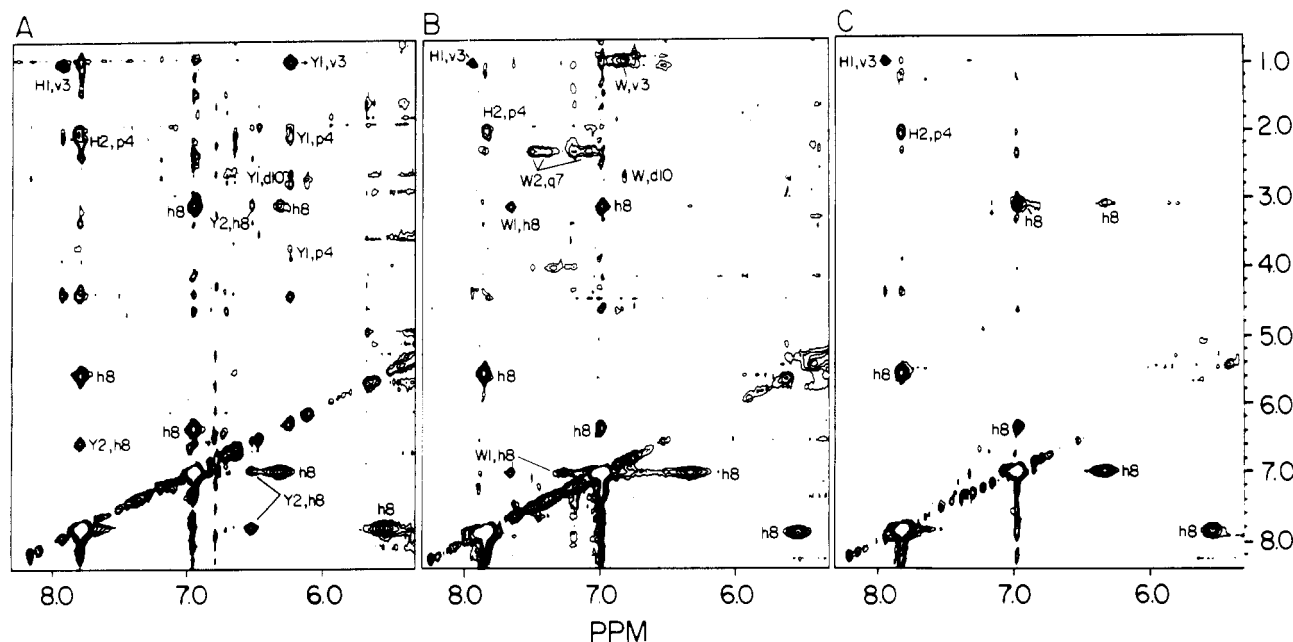 A
H1,v3
Y1,v3
H2,p4
Y1,p4
Y1,d10
h8
Y2,h8
h8
Y1,p4
h8
Y2,h8
h8
h8
Y2,h8
h8
8.0
7.0
6.0
B
H1,v3
W,v3
H2,p4
W2,q7
W,d10
W1,h8
h8
h8
h8
W1,h8
h8
h8
8.0
7.0
6.0
C
H1,v3
H2,p4
h8
h8
h8
h8
h8
h8
8.0
7.0
6.0
1.0
2.0
3.0
4.0
5.0
6.0
7.0
8.0
PPM